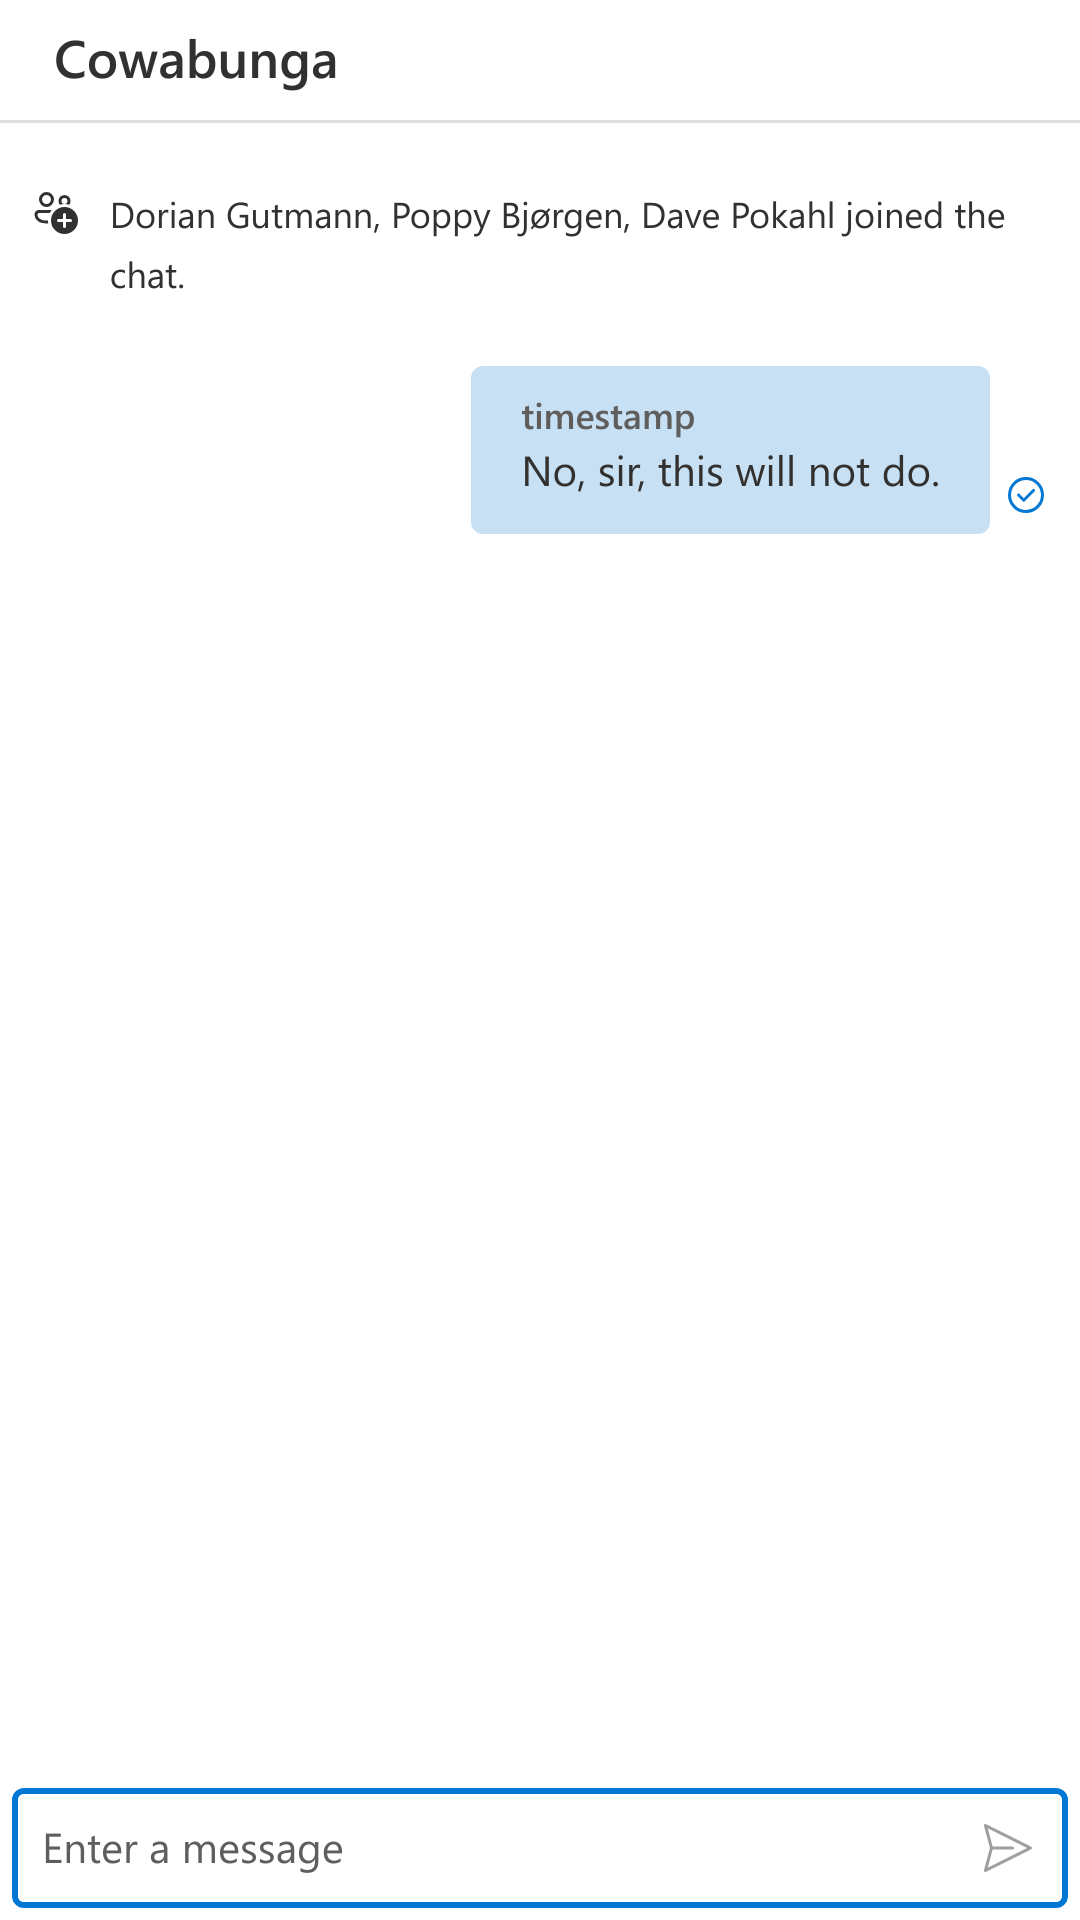 Cowabunga
Dorian Gutmann, Poppy Bjørgen, Dave Pokahl joined the
chat.
timestamp
No, sir, this will not do.
Enter a message